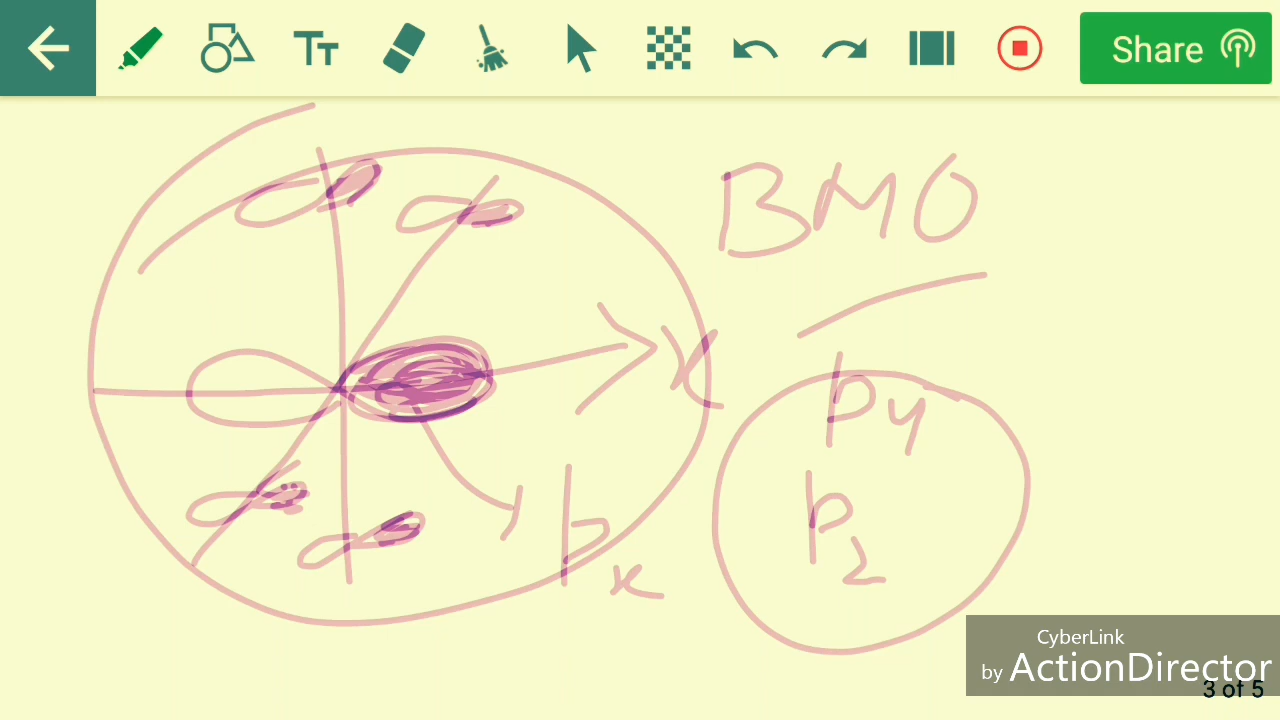 Share
BMO
X
py
px
pz
CyberLink
by ActionDirector
3 of 5